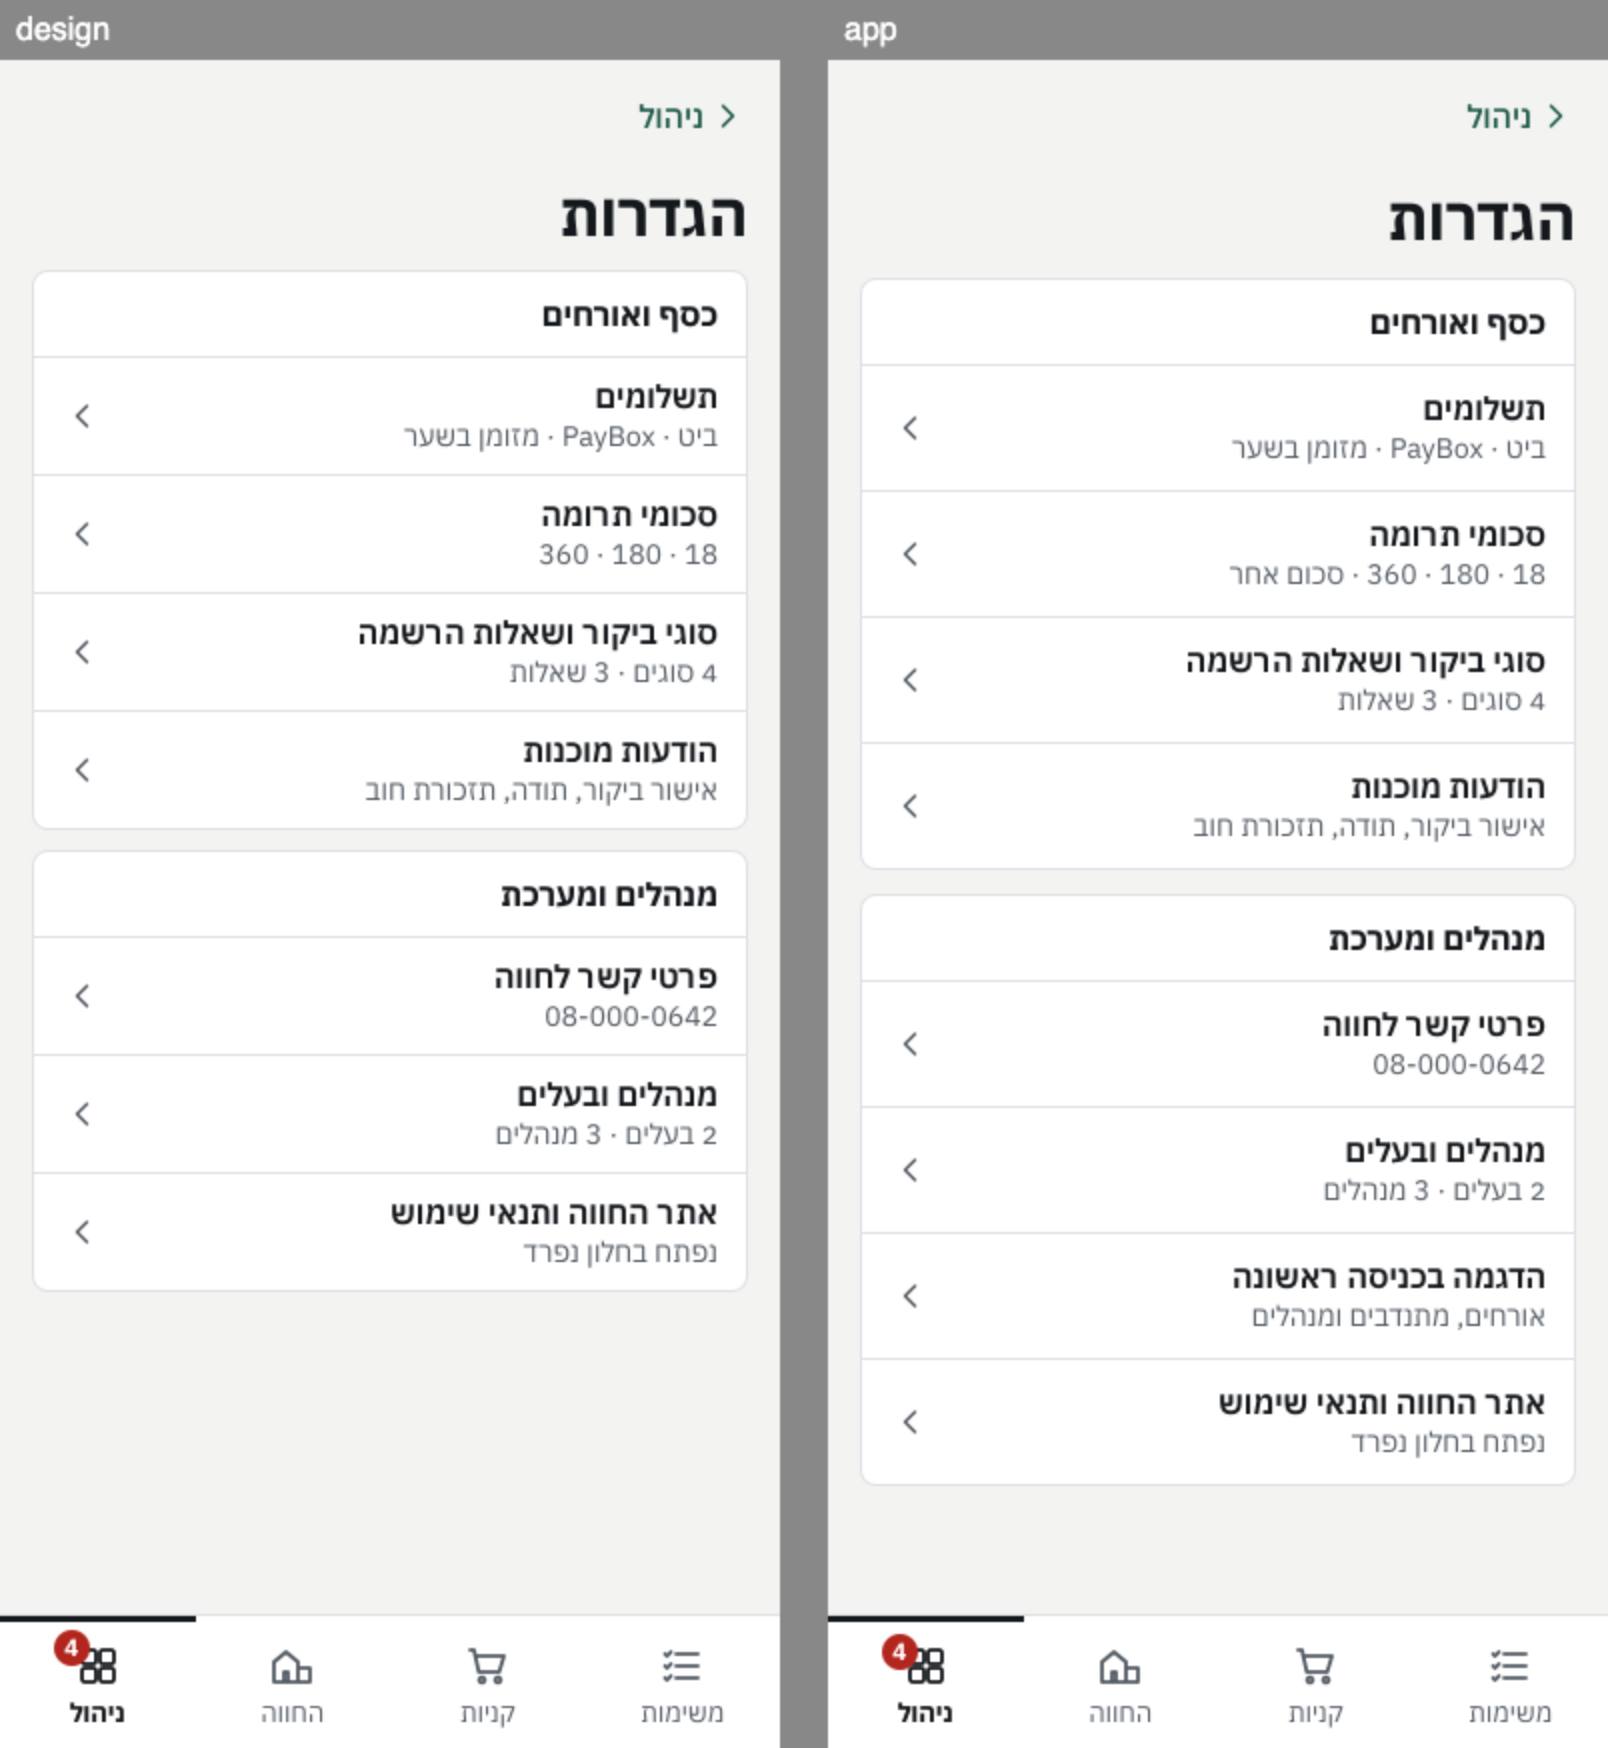 design
ניהול
הגדרות
כסף ואורחים
תשלומים
ביט · PayBox · מזומן בשער
סכומי תרומה
18 · 180 · 360
סוגי ביקור ושאלות הרשמה
4 סוגים · 3 שאלות
הודעות מוכנות
אישור ביקור, תודה, תזכורת חוב
מנהלים ומערכת
פרטי קשר לחווה
08-000-0642
מנהלים ובעלים
2 בעלים · 3 מנהלים
אתר החווה ותנאי שימוש
נפתח בחלון נפרד
משימות
קניות
החווה
4
ניהול
app
ניהול
הגדרות
כסף ואורחים
תשלומים
ביט · PayBox · מזומן בשער
סכומי תרומה
18 · 180 · 360 · סכום אחר
סוגי ביקור ושאלות הרשמה
4 סוגים · 3 שאלות
הודעות מוכנות
אישור ביקור, תודה, תזכורת חוב
מנהלים ומערכת
פרטי קשר לחווה
08-000-0642
מנהלים ובעלים
2 בעלים · 3 מנהלים
הדגמה בכניסה ראשונה
אורחים, מתנדבים ומנהלים
אתר החווה ותנאי שימוש
נפתח בחלון נפרד
משימות
קניות
החווה
4
ניהול